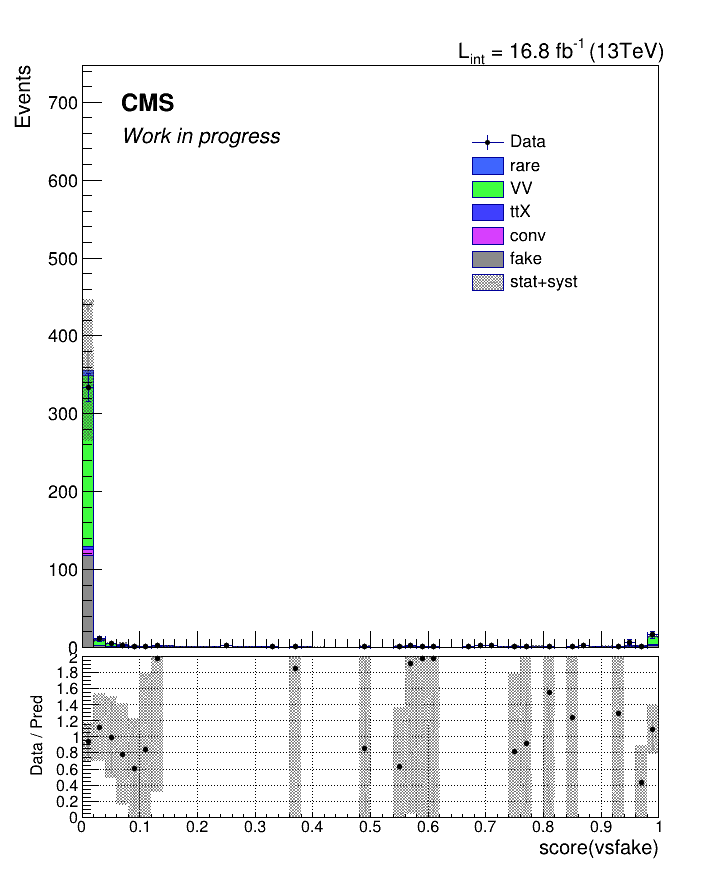 L_int = 16.8 fb^-1 (13TeV)
Events
CMS
Work in progress
Data
rare
VV
ttX
conv
fake
stat+syst
700
600
500
400
300
200
100
0
Data / Pred
2
1.8
1.6
1.4
1.2
1
0.8
0.6
0.4
0.2
0
0 0.1 0.2 0.3 0.4 0.5 0.6 0.7 0.8 0.9 1
score(vsfake)